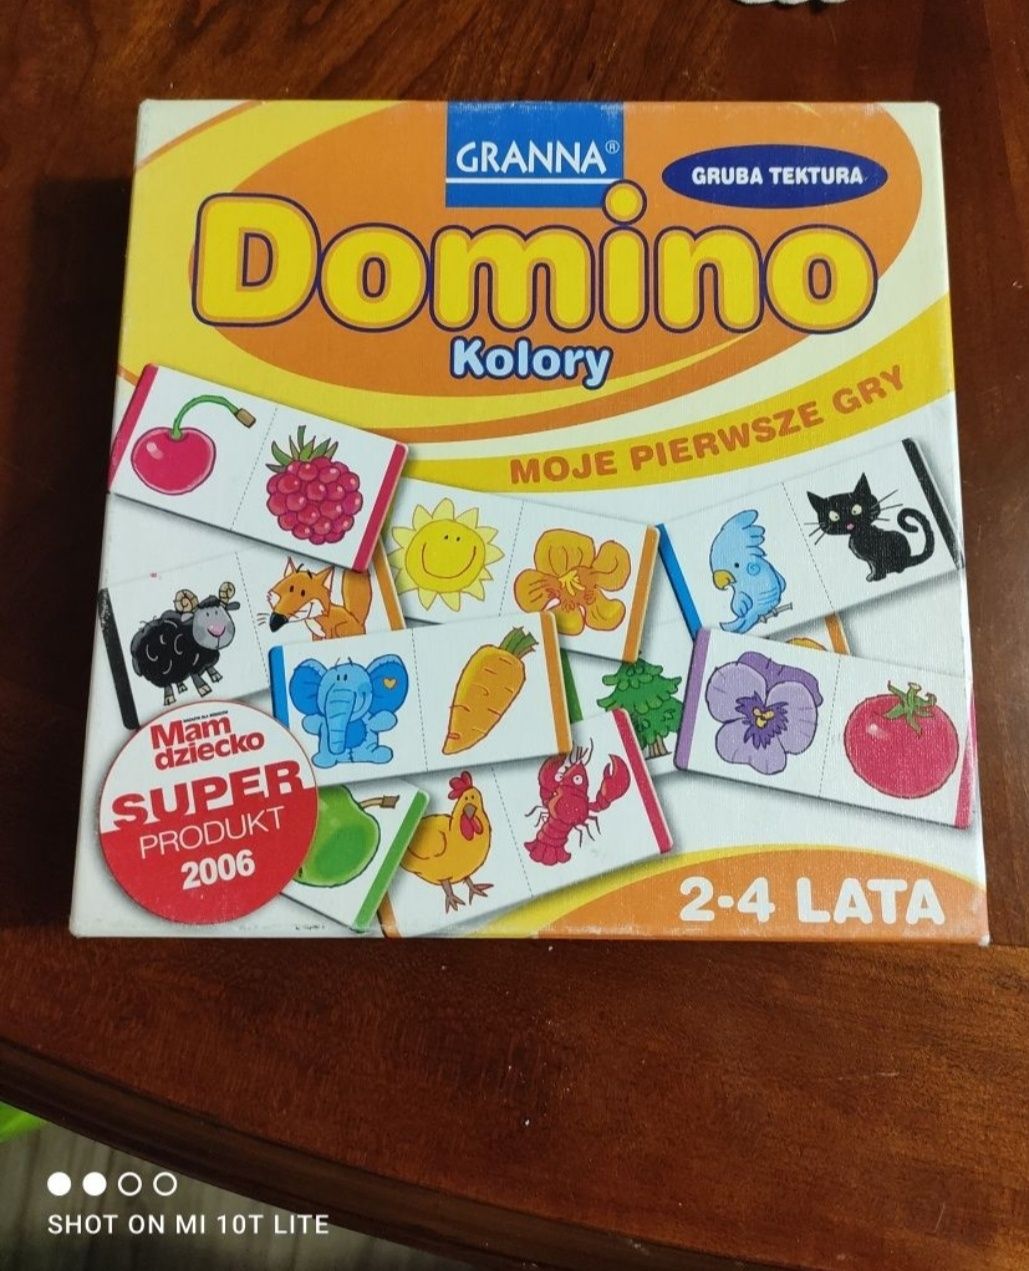 GRANNA®
GRUBA TEKTURA
Domino
Kolory
MOJE PIERWSZE GRY
Mam
dziecko
SUPER
PRODUKT
2006
2-4 LATA
SHOT ON MI 10T LITE